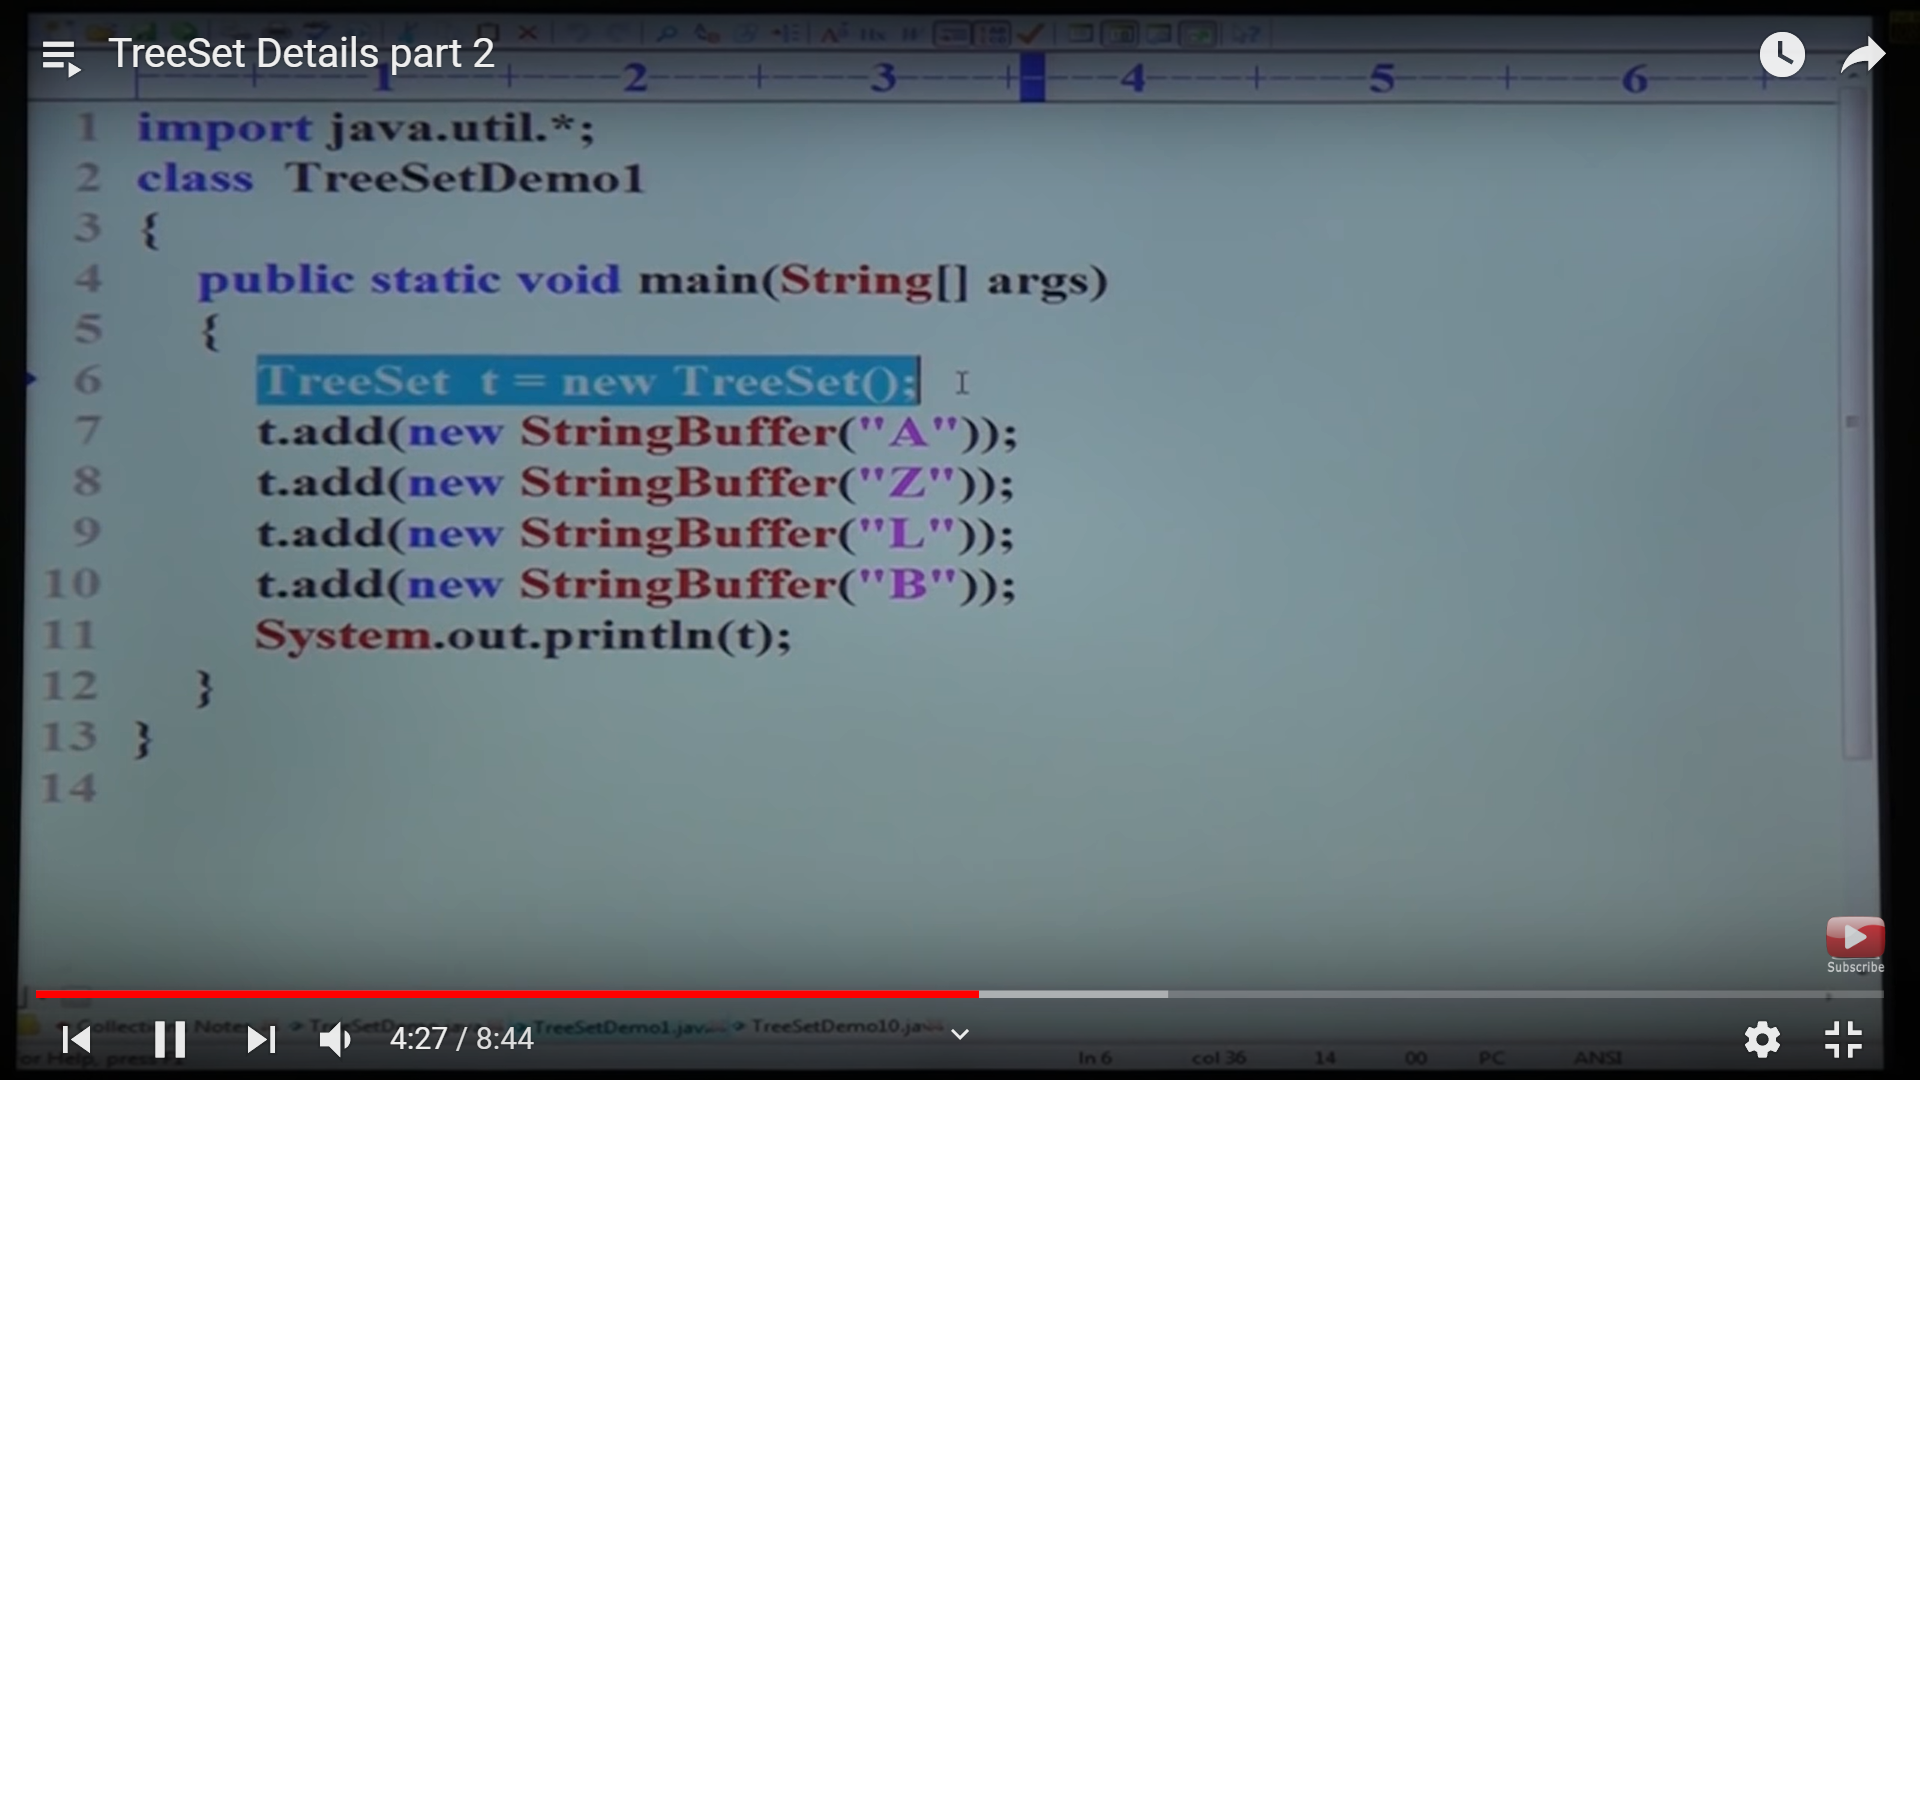 TreeSet Details part 2
1 2 3 4 5 6
1 import java.util.*;
2 class TreeSetDemo1
3 {
4 public static void main(String[] args)
5 {
6 TreeSet t = new TreeSet();
7 t.add(new StringBuffer("A"));
8 t.add(new StringBuffer("Z"));
9 t.add(new StringBuffer("L"));
10 t.add(new StringBuffer("B"));
11 System.out.println(t);
12 }
13 }
14
Subscribe
TreeSetDemo1.jav TreeSetDemo10.ja
4:27 / 8:44
ln 6 col 36 14 00 PC ANSI